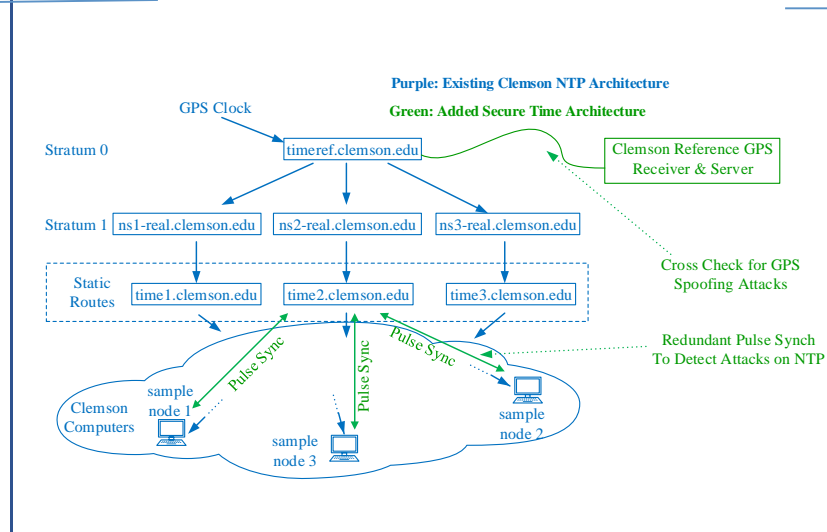 Purple: Existing Clemson NTP Architecture
GPS Clock
Green: Added Secure Time Architecture
Stratum 0
timeref.clemson.edu
Clemson Reference GPS
Receiver & Server
Stratum 1
ns1-real.clemson.edu
ns2-real.clemson.edu
ns3-real.clemson.edu
Cross Check for GPS
Spoofing Attacks
Static
Routes
time1.clemson.edu
time2.clemson.edu
time3.clemson.edu
Redundant Pulse Synch
To Detect Attacks on NTP
Pulse Sync
Pulse Sync
Pulse Sync
Clemson
Computers
sample
node 1
sample
node 3
sample
node 2